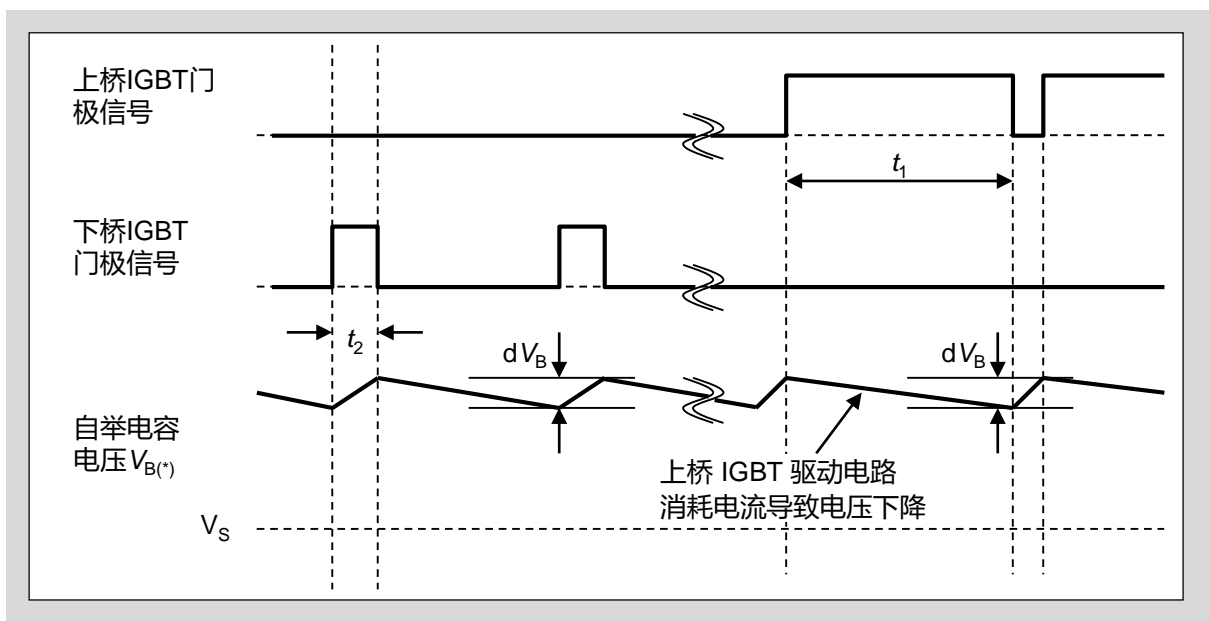 上桥IGBT门
极信号
t1
下桥IGBT
门极信号
t2
dVB
dVB
自举电容
电压VB(*)
上桥 IGBT 驱动电路
消耗电流导致电压下降
VS